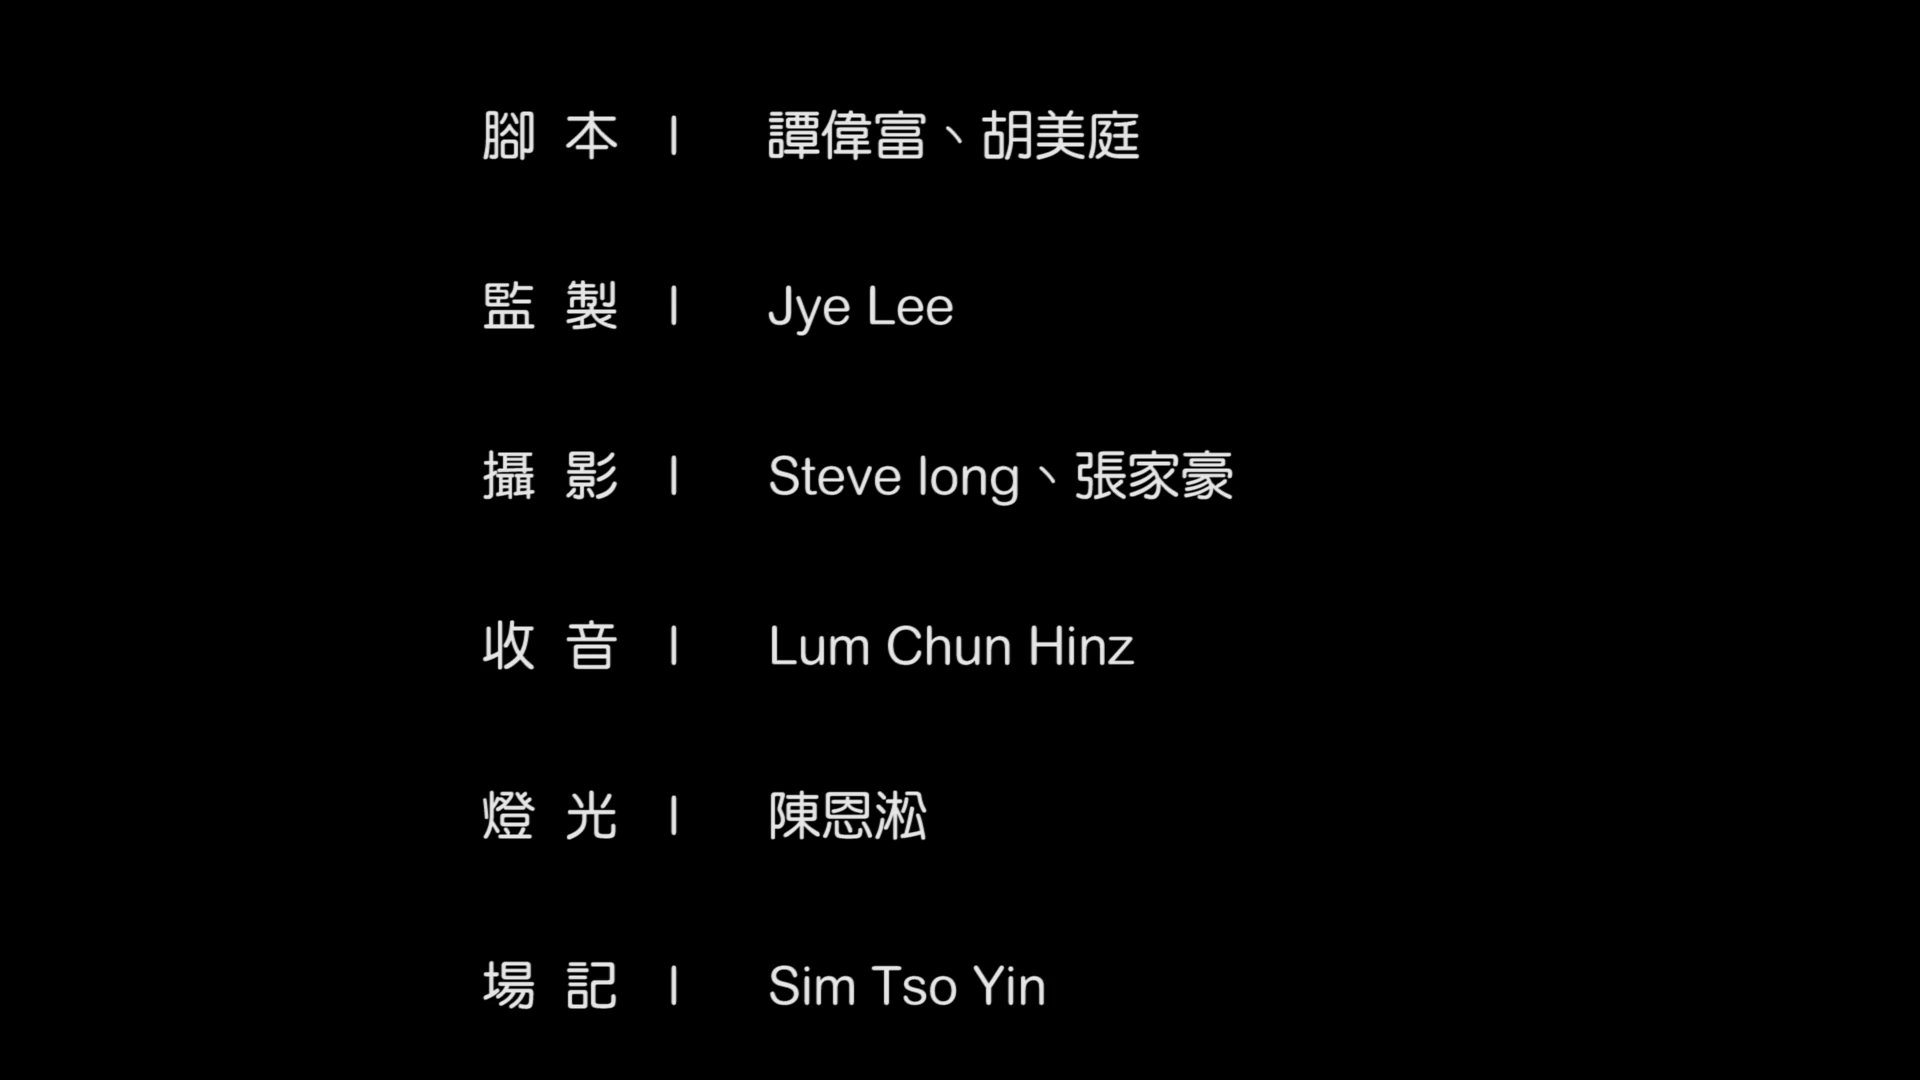 腳 本 | 譚偉富、胡美庭
監 製 | Jye Lee
攝 影 | Steve long、張家豪
收 音 | Lum Chun Hinz
燈 光 | 陳恩淞
場 記 | Sim Tso Yin